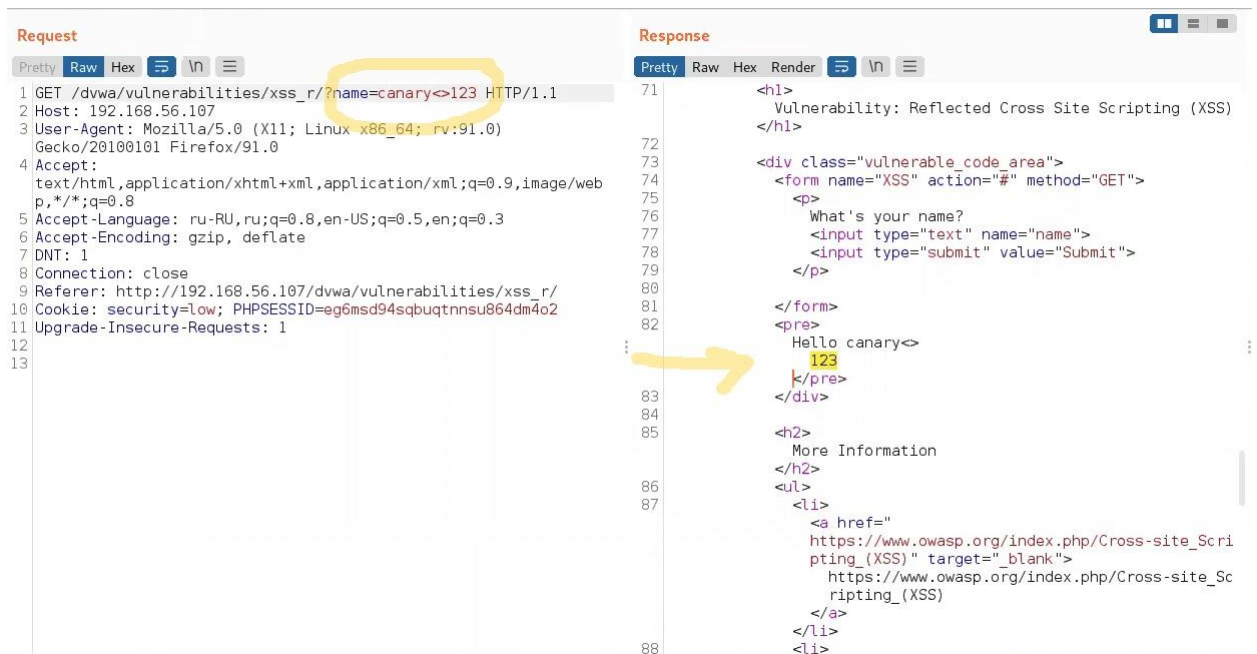 Request
Pretty Raw Hex \n
1 GET /dvwa/vulnerabilities/xss_r/?name=canary<>123 HTTP/1.1
2 Host: 192.168.56.107
3 User-Agent: Mozilla/5.0 (X11; Linux x86_64; rv:91.0)
Gecko/20100101 Firefox/91.0
4 Accept:
text/html,application/xhtml+xml,application/xml;q=0.9,image/web
p,*/*;q=0.8
5 Accept-Language: ru-RU,ru;q=0.8,en-US;q=0.5,en;q=0.3
6 Accept-Encoding: gzip, deflate
7 DNT: 1
8 Connection: close
9 Referer: http://192.168.56.107/dvwa/vulnerabilities/xss_r/
10 Cookie: security=low; PHPSESSID=eg6msd94sqbuqtnnsu864dm4o2
11 Upgrade-Insecure-Requests: 1
12
13
Response
Pretty Raw Hex Render \n
71 <h1>
Vulnerability: Reflected Cross Site Scripting (XSS)
</h1>
72
73 <div class="vulnerable_code_area">
74 <form name="XSS" action="#" method="GET">
75 <p>
76 What's your name?
77 <input type="text" name="name">
78 <input type="submit" value="Submit">
79 </p>
80
81 </form>
82 <pre>
Hello canary<>
123
</pre>
83 </div>
84
85 <h2>
More Information
</h2>
86 <ul>
87 <li>
<a href="
https://www.owasp.org/index.php/Cross-site_Scri
pting_(XSS)" target="_blank">
https://www.owasp.org/index.php/Cross-site_Sc
ripting_(XSS)
</a>
</li>
88 <li>